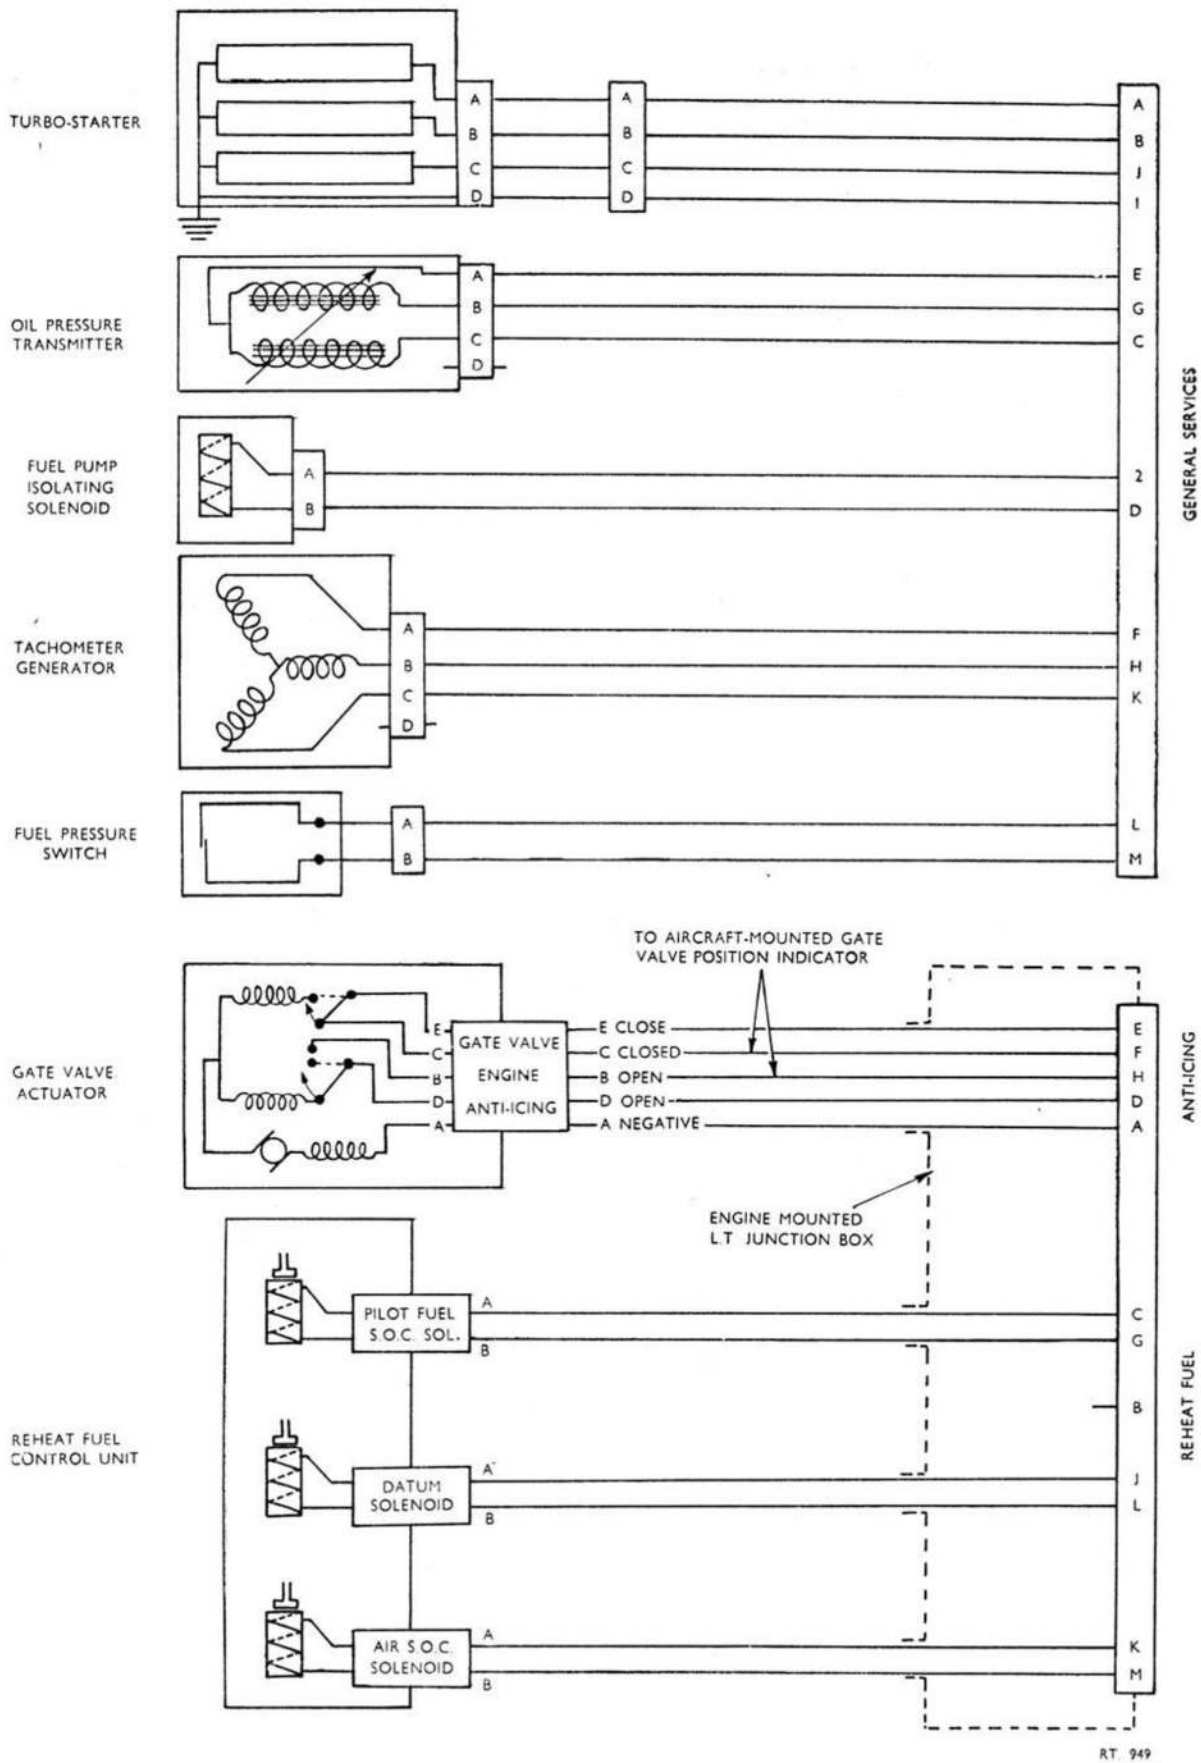 TURBO-STARTER
A
B
C
D
A
B
C
D
A
B
J
I
OIL PRESSURE
TRANSMITTER
A
B
C
D
E
G
C
FUEL PUMP
ISOLATING
SOLENOID
A
B
2
D
GENERAL SERVICES
TACHOMETER
GENERATOR
A
B
C
D
F
H
K
FUEL PRESSURE
SWITCH
A
B
L
M
TO AIRCRAFT-MOUNTED GATE
VALVE POSITION INDICATOR
GATE VALVE
ACTUATOR
E
C
B
D
A
GATE VALVE
ENGINE
ANTI-ICING
E CLOSE
C CLOSED
B OPEN
D OPEN
A NEGATIVE
E
F
H
D
A
ANTI-ICING
ENGINE MOUNTED
L.T JUNCTION BOX
REHEAT FUEL
CONTROL UNIT
PILOT FUEL
S.O.C. SOL.
A
B
C
G
B
REHEAT FUEL
DATUM
SOLENOID
A
B
J
L
AIR S.O.C.
SOLENOID
A
B
K
M
RT. 949